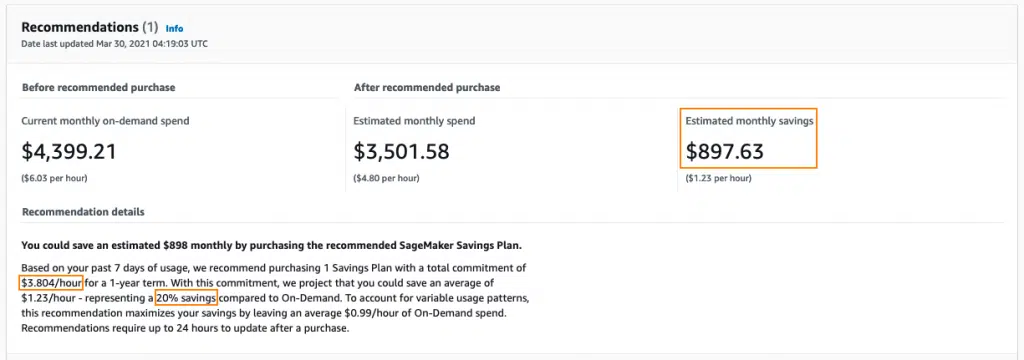 Recommendations (1) Info
Date last updated Mar 30, 2021 04:19:03 UTC
Before recommended purchase
After recommended purchase
Current monthly on-demand spend
Estimated monthly spend
Estimated monthly savings
$4,399.21
$3,501.58
$897.63
($6.03 per hour)
($4.80 per hour)
($1.23 per hour)
Recommendation details
You could save an estimated $898 monthly by purchasing the recommended SageMaker Savings Plan.
Based on your past 7 days of usage, we recommend purchasing 1 Savings Plan with a total commitment of
$3.804/hour for a 1-year term. With this commitment, we project that you could save an average of
$1.23/hour - representing a 20% savings compared to On-Demand. To account for variable usage patterns,
this recommendation maximizes your savings by leaving an average $0.99/hour of On-Demand spend.
Recommendations require up to 24 hours to update after a purchase.